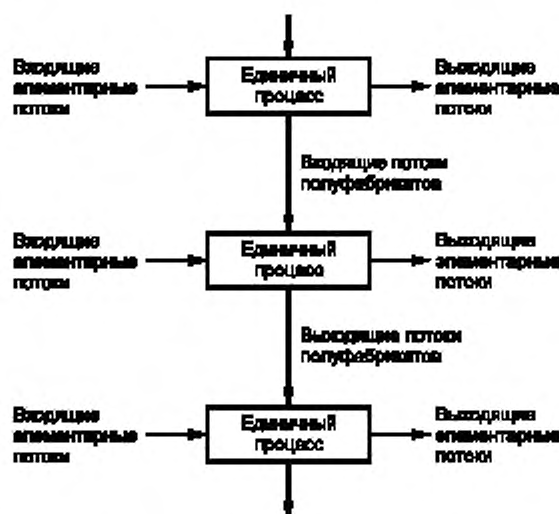 Входящие
элементарные
потоки
Единичный
процесс
Выходящие
элементарные
потоки
Входящие потоки
полуфабрикатов
Входящие
элементарные
потоки
Единичный
процесс
Выходящие
элементарные
потоки
Выходящие потоки
полуфабрикатов
Входящие
элементарные
потоки
Единичный
процесс
Выходящие
элементарные
потоки